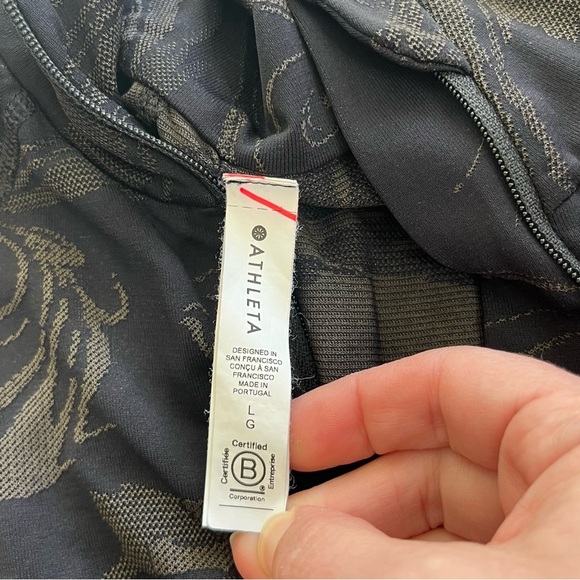 ATHLETA
DESIGNED IN
SAN FRANCISCO
CONÇU À SAN
FRANCISCO
MADE IN
PORTUGAL
L
G
Certified
Certifiée
B
Entreprise
Corporation